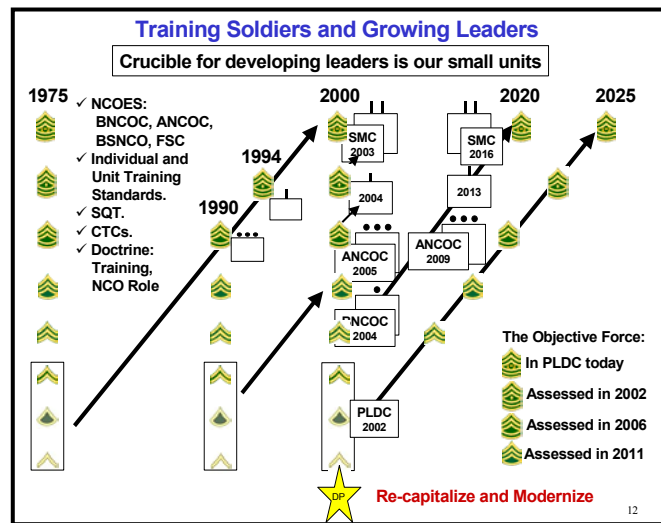 Training Soldiers and Growing Leaders
Crucible for developing leaders is our small units
1975
✓ NCOES:
BNCOC, ANCOC,
BSNCO, FSC
✓ Individual and
Unit Training
Standards.
✓ SQT.
✓ CTCs.
✓ Doctrine:
Training,
NCO Role
1990
1994
2000
SMC
2003
2004
ANCOC
2005
BNCOC
2004
PLDC
2002
SMC
2016
2013
ANCOC
2009
2020
2025
The Objective Force:
In PLDC today
Assessed in 2002
Assessed in 2006
Assessed in 2011
DP
Re-capitalize and Modernize
12